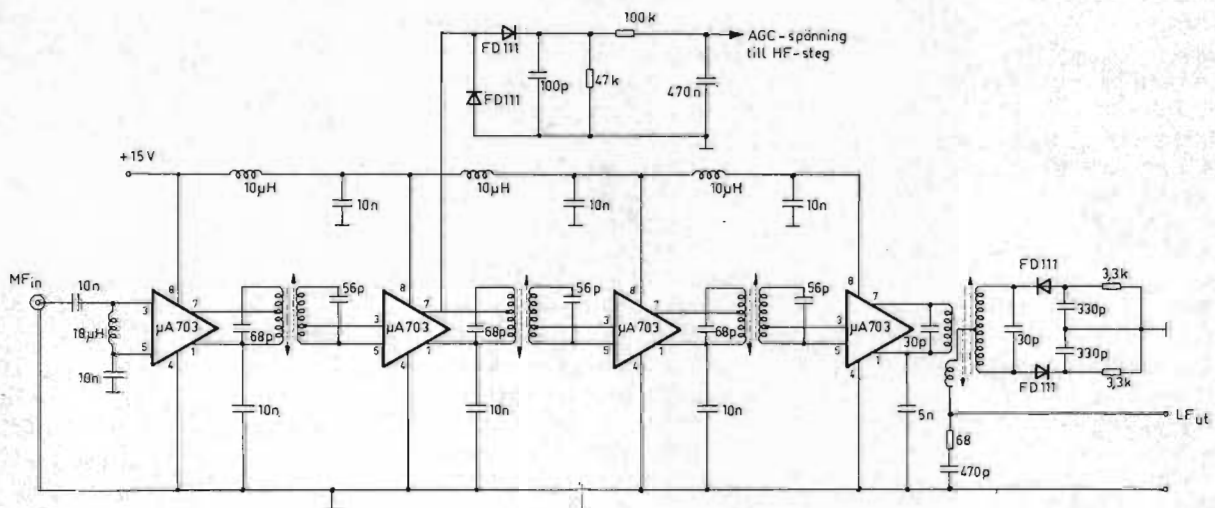 100k
FD111
AGC-spänning
till HF-steg
FD111
100p
47k
470n
+15 V
10µH
10n
10µH
10n
10µH
10n
MFin
10n
18µH
10n
8
3
5
7
1
4
µA703
68p
10n
56p
8
3
5
7
1
4
µA703
68p
10n
56p
8
3
5
7
1
4
µA703
68p
10n
56p
8
3
5
7
1
4
µA703
30p
5n
30p
FD111
3,3k
330p
330p
FD111
3,3k
68
470p
LFut